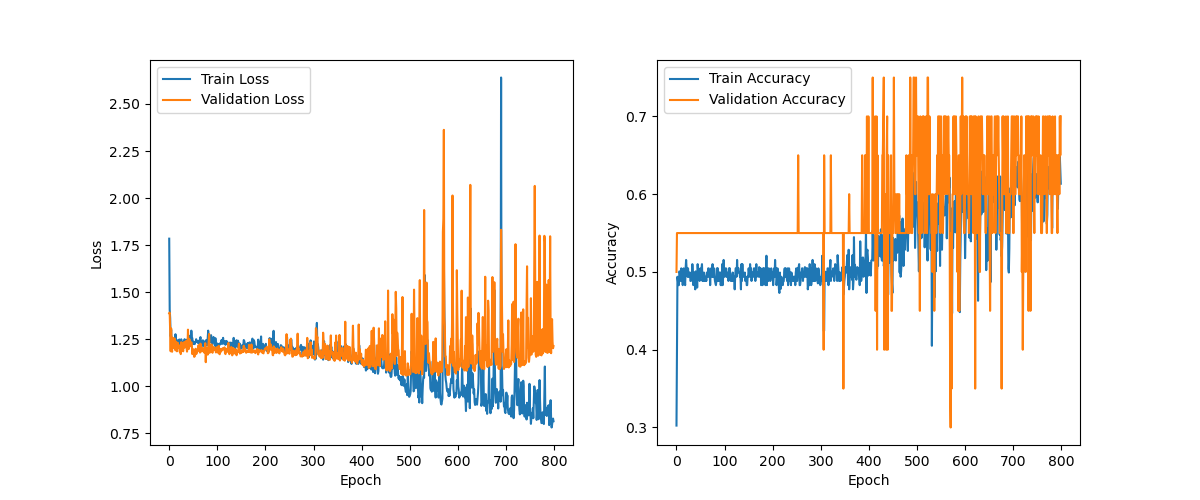 Train Loss
Validation Loss
2.50
2.25
2.00
1.75
1.50
1.25
1.00
0.75
Loss
0 100 200 300 400 500 600 700 800
Epoch
Train Accuracy
Validation Accuracy
0.7
0.6
0.5
0.4
0.3
Accuracy
0 100 200 300 400 500 600 700 800
Epoch